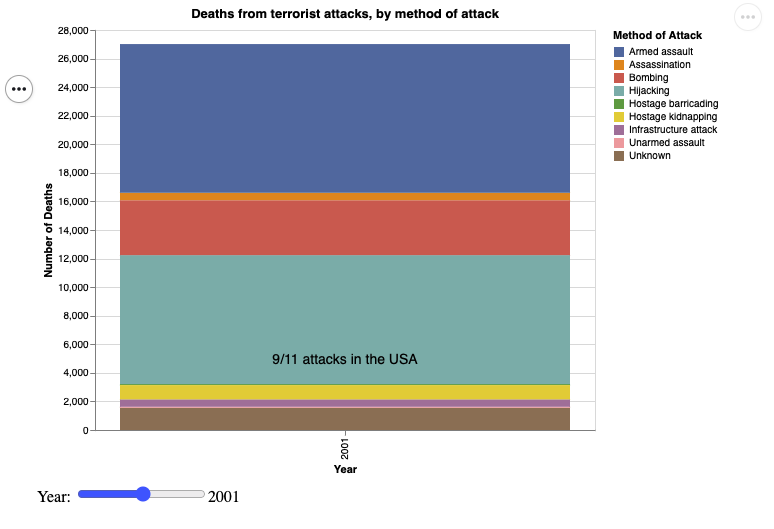 Deaths from terrorist attacks, by method of attack
28,000
26,000
24,000
22,000
20,000
18,000
16,000
14,000
12,000
10,000
8,000
6,000
4,000
2,000
0
Number of Deaths
9/11 attacks in the USA
2001
Year
Method of Attack
Armed assault
Assassination
Bombing
Hijacking
Hostage barricading
Hostage kidnapping
Infrastructure attack
Unarmed assault
Unknown
Year: 2001